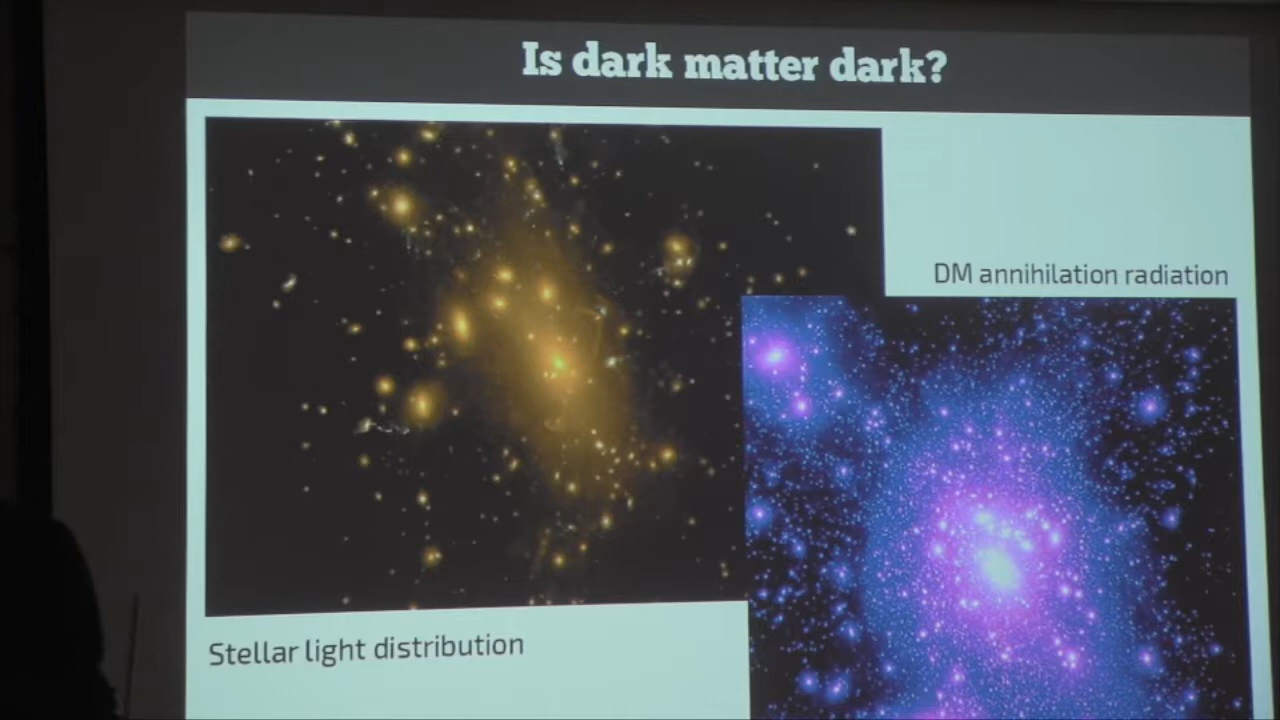 Is dark matter dark?
DM annihilation radiation
Stellar light distribution